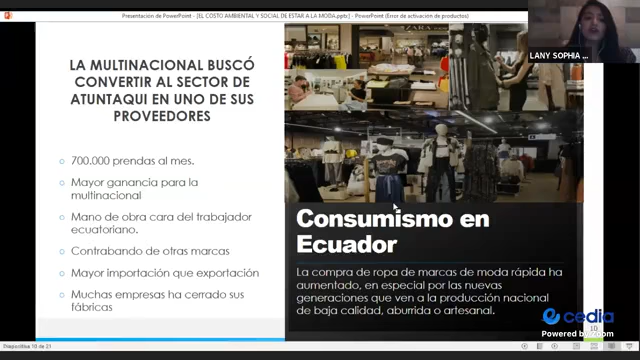 Presentación de PowerPoint - [EL COSTO AMBIENTAL Y SOCIAL DE ESTAR A LA MODA.pptx] - PowerPoint (Error de activación de productos)
LANY SOPHIA ...
LA MULTINACIONAL BUSCÓ
CONVERTIR AL SECTOR DE
ATUNTAQUI EN UNO DE SUS
PROVEEDORES
700.000 prendas al mes.
Mayor ganancia para la
multinacional
Mano de obra cara del trabajador
ecuatoriano.
Contrabando de otras marcas
Mayor importación que exportación
Muchas empresas ha cerrado sus
fábricas
ZARA
Consumismo en
Ecuador
La compra de ropa de marcas de moda rápida ha
aumentado, en especial por las nuevas
generaciones que ven a la producción nacional
de baja calidad, aburrida o artesanal.
cedia
10
Powered by zoom
Diapositiva 10 de 21